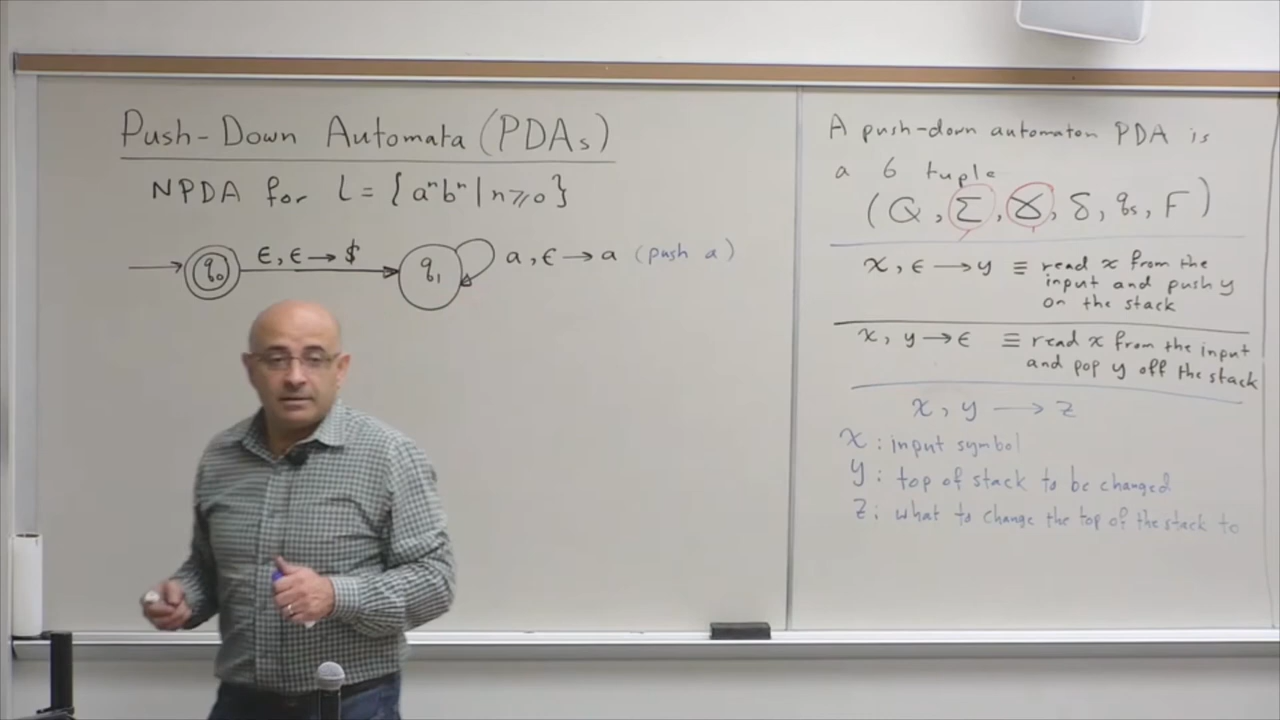 Push-Down Automata (PDAs)
NPDA for L = {aⁿbⁿ | n⩾0}
q₀
ϵ, ϵ → $
q₁
a, ϵ → a (push a)
A push-down automaton PDA is
a 6 tuple
(Q, Σ, Ɣ, δ, qₛ, F)
x, ϵ → y ≡ read x from the
input and push y
on the stack
x, y → ϵ ≡ read x from the input
and pop y off the stack
x, y → z
x : input symbol
y : top of stack to be changed
z : what to change the top of the stack to